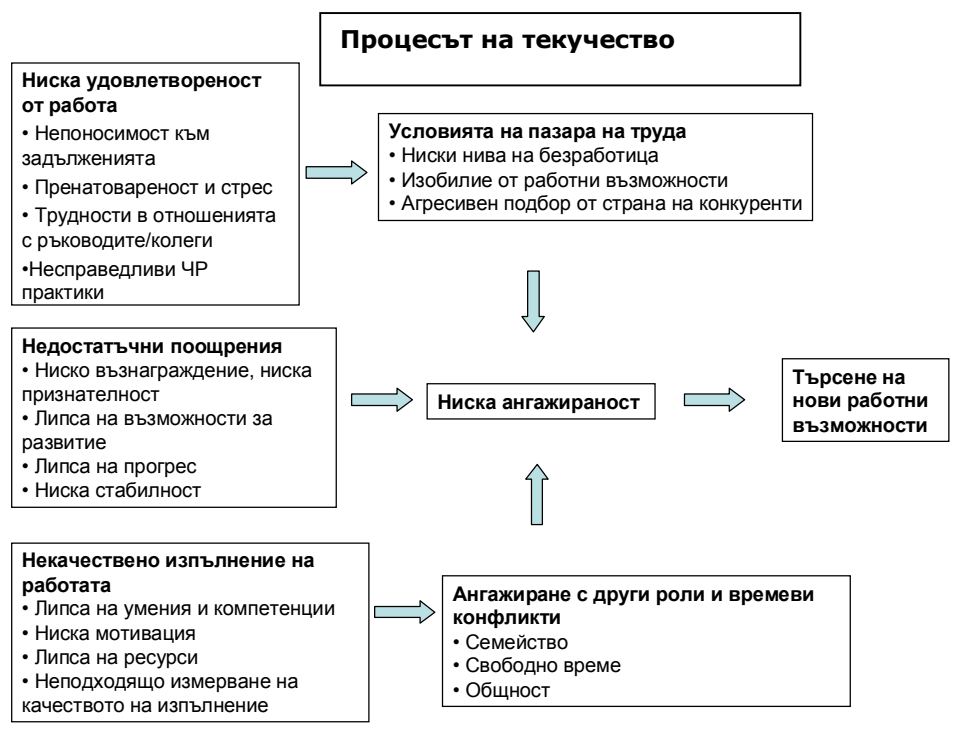 Процесът на текучество
Ниска удовлетвореност
от работа
• Непоносимост към
задълженията
• Пренатовареност и стрес
• Трудности в отношенията
с ръководите/колеги
•Несправедливи ЧР
практики
Условията на пазара на труда
• Ниски нива на безработица
• Изобилие от работни възможности
• Агресивен подбор от страна на конкуренти
Недостатъчни поощрения
• Ниско възнаграждение, ниска
признателност
• Липса на възможности за
развитие
• Липса на прогрес
• Ниска стабилност
Ниска ангажираност
Търсене на
нови работни
възможности
Некачествено изпълнение на
работата
• Липса на умения и компетенции
• Ниска мотивация
• Липса на ресурси
• Неподходящо измерване на
качеството на изпълнение
Ангажиране с други роли и времеви
конфликти
• Семейство
• Свободно време
• Общност